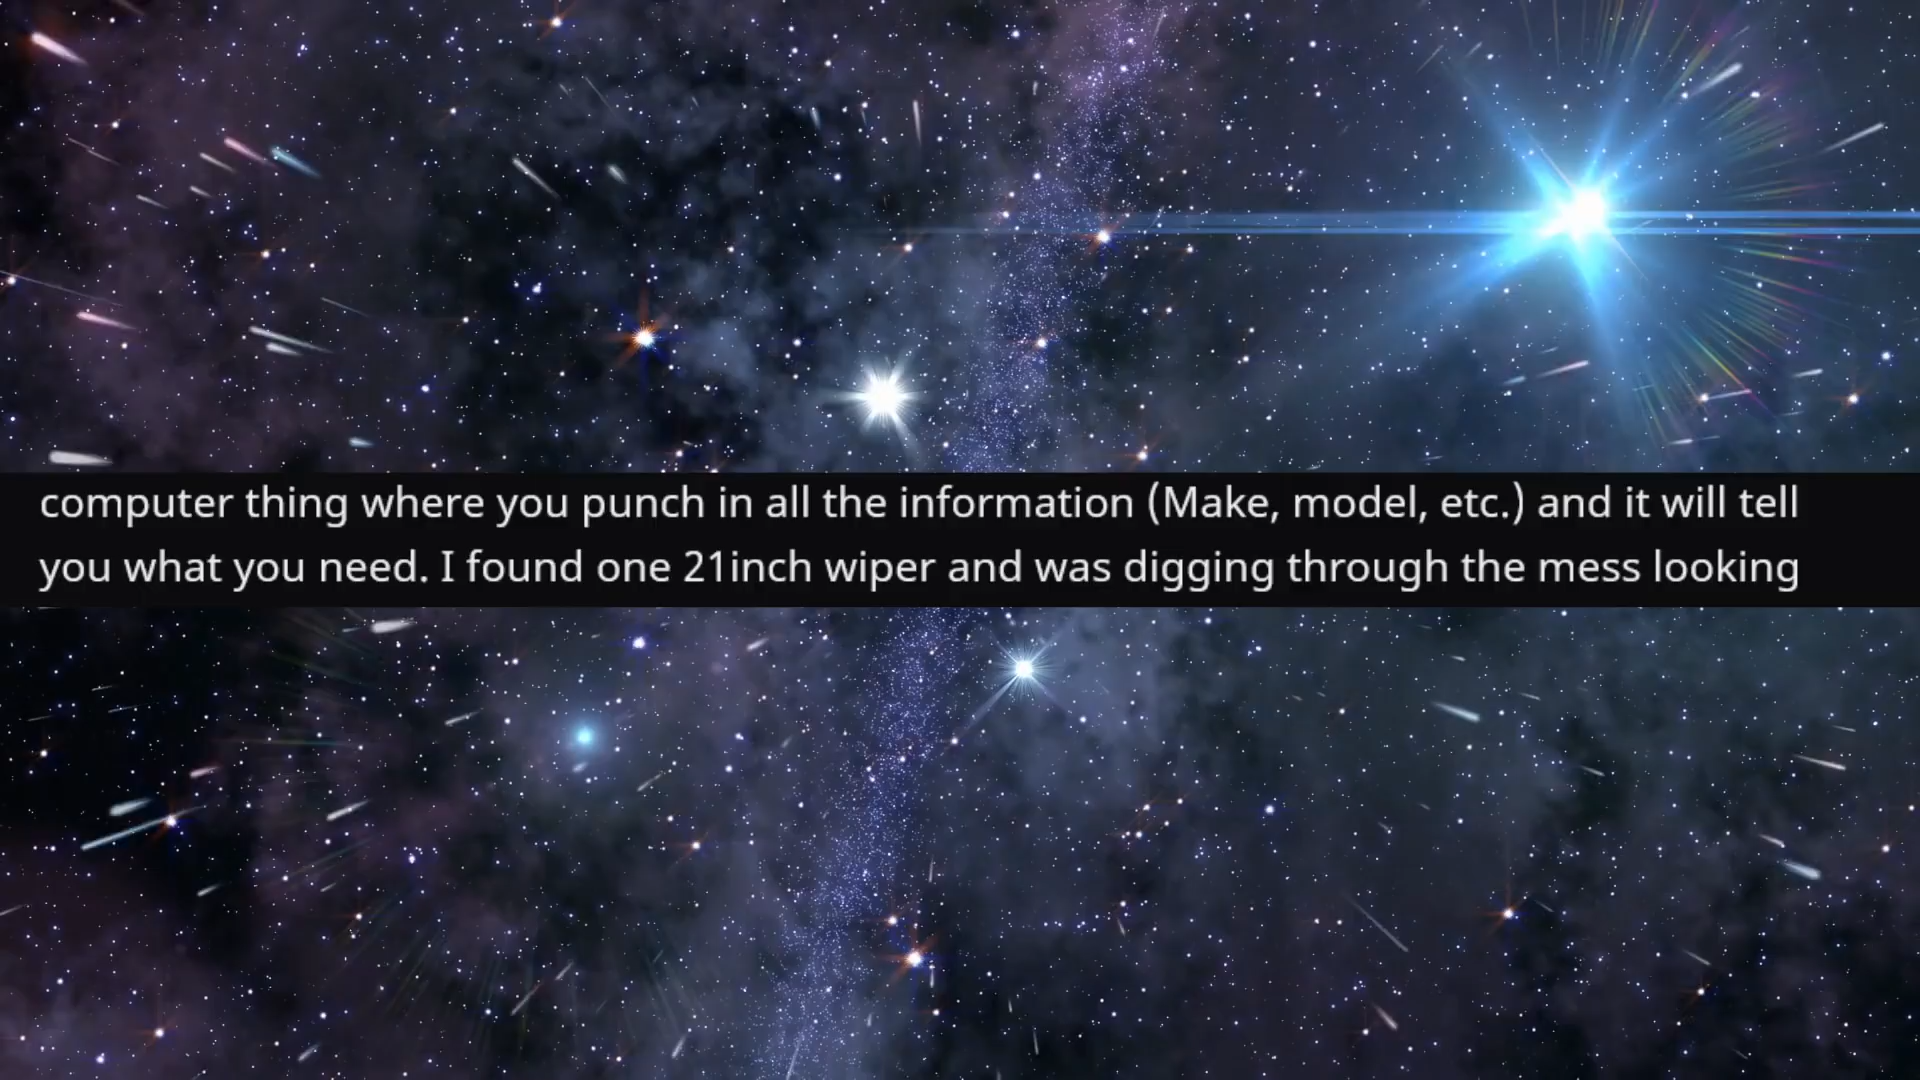 computer thing where you punch in all the information (Make, model, etc.) and it will tell
you what you need. I found one 21inch wiper and was digging through the mess looking